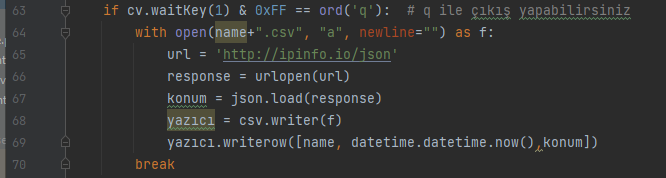 63 if cv.waitKey(1) & 0xFF == ord('q'):  # q ile çıkış yapabilirsiniz
64 with open(name+".csv", "a", newline="") as f:
65 url = 'http://ipinfo.io/json'
66 response = urlopen(url)
67 konum = json.load(response)
68 yazıcı = csv.writer(f)
69 yazıcı.writerow([name, datetime.datetime.now(),konum])
70 break